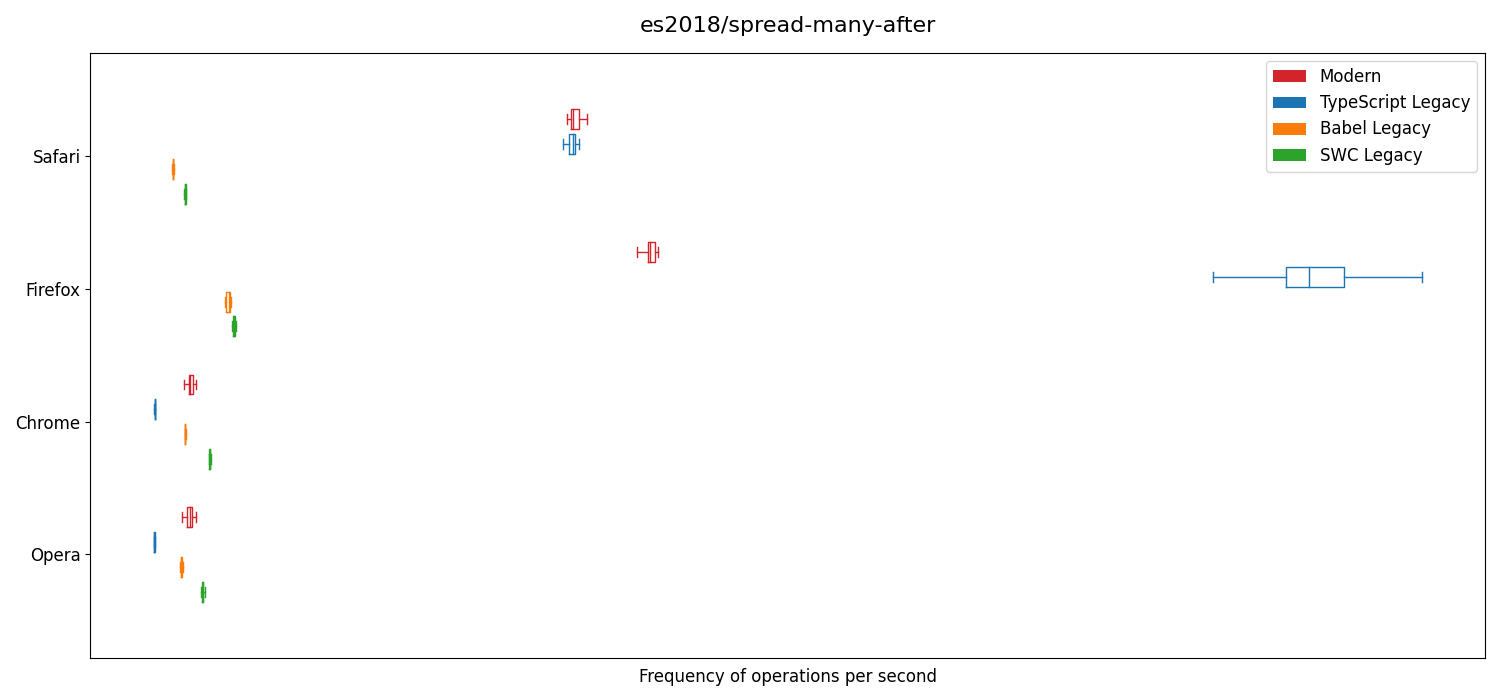 es2018/spread-many-after
Modern
TypeScript Legacy
Babel Legacy
SWC Legacy
Safari
Firefox
Chrome
Opera
Frequency of operations per second